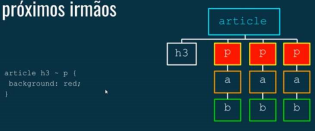 próximos irmãos
article
h3 p p p
article h3 ~ p {
background: red;
}
a a a
b b b